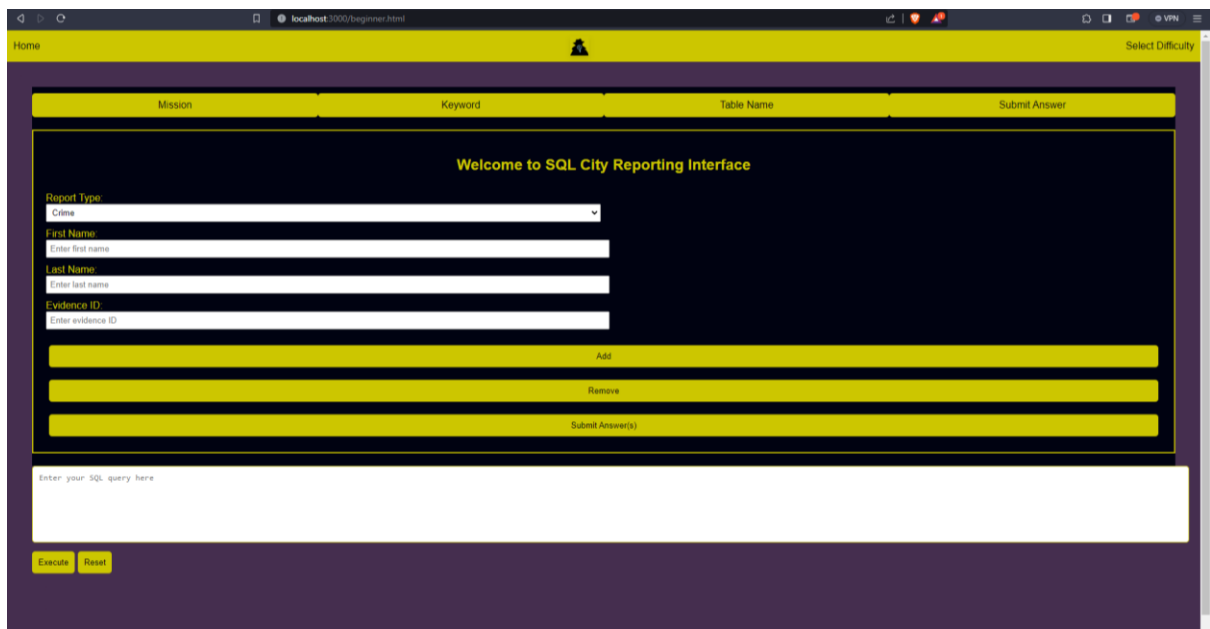 localhost:3000/beginner.html
VPN
Home
Select Difficulty
Mission
Keyword
Table Name
Submit Answer
Welcome to SQL City Reporting Interface
Report Type:
Crime
First Name:
Enter first name
Last Name:
Enter last name
Evidence ID:
Enter evidence ID
Add
Remove
Submit Answer(s)
Enter your SQL query here
Execute
Reset